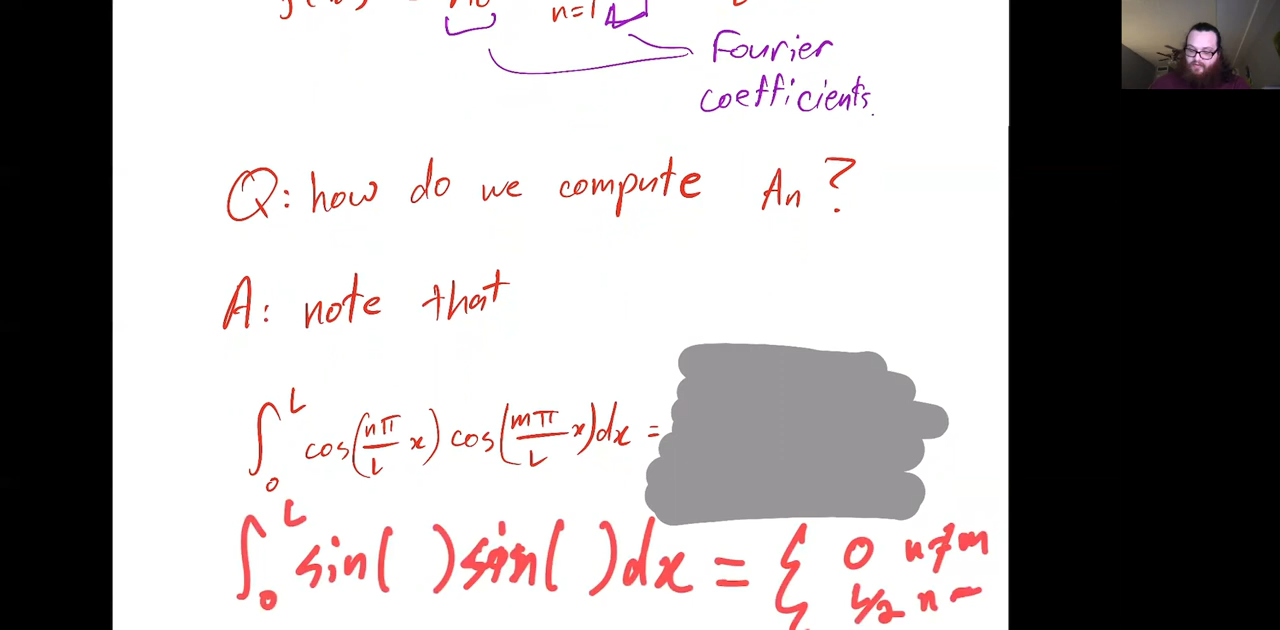 n=1
Fourier
coefficients.
Q: how do we compute An?
A: note that
∫₀ᴸ cos(nπ/L x) cos(mπ/L x)dx =
∫₀ᴸ sin( )sin( )dx = { 0 n≠m
L/2 n=